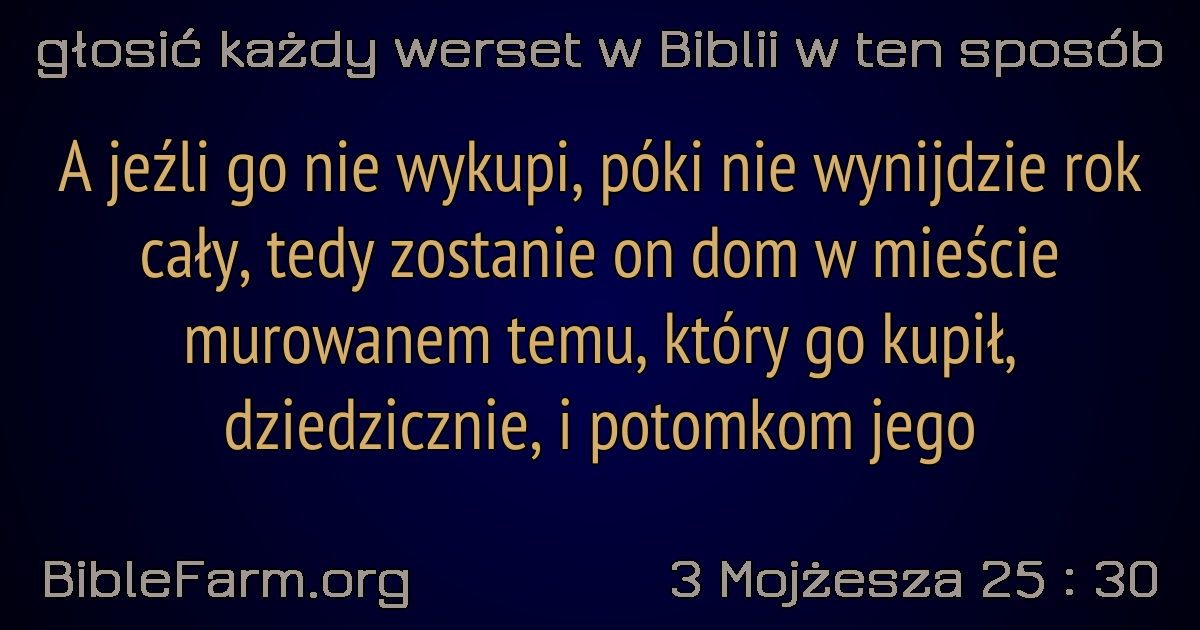 głosić każdy werset w Biblii w ten sposób
A jeźli go nie wykupi, póki nie wynijdzie rok
cały, tedy zostanie on dom w mieście
murowanem temu, który go kupił,
dziedzicznie, i potomkom jego
BibleFarm.org
3 Mojżesza 25 : 30